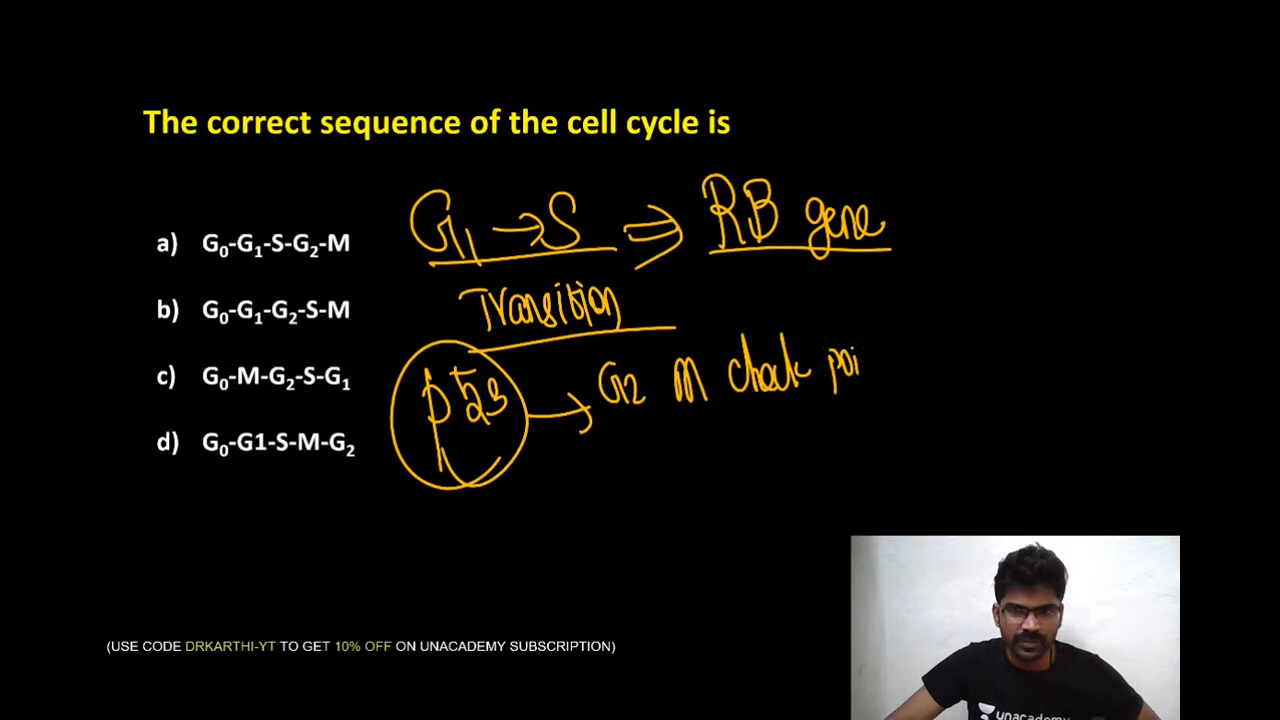 The correct sequence of the cell cycle is
a) G₀-G₁-S-G₂-M
b) G₀-G₁-G₂-S-M
c) G₀-M-G₂-S-G₁
d) G₀-G1-S-M-G₂
G₁ → S ⇒ RB gene
Transition
p53 → G2 M check poi
(USE CODE DRKARTHI-YT TO GET 10% OFF ON UNACADEMY SUBSCRIPTION)
unacademy